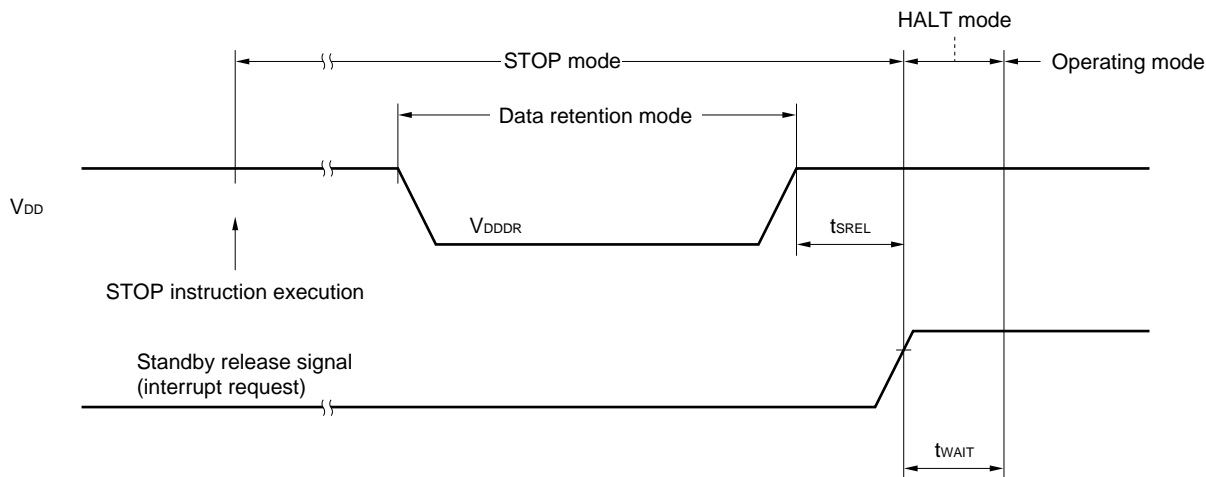 HALT mode
STOP mode
Operating mode
Data retention mode
VDD
VDDDR
tSREL
STOP instruction execution
Standby release signal
(interrupt request)
tWAIT